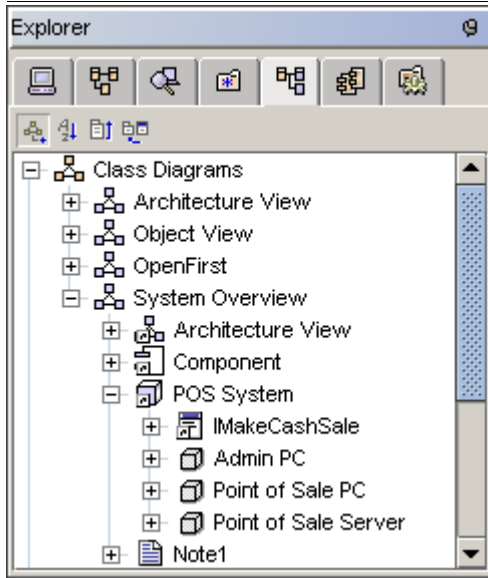 Explorer
Class Diagrams
Architecture View
Object View
OpenFirst
System Overview
Architecture View
Component
POS System
IMakeCashSale
Admin PC
Point of Sale PC
Point of Sale Server
Note1